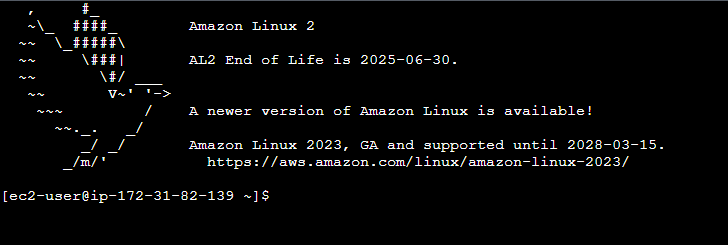 ,     #_
   ~\_  ####_        Amazon Linux 2
  ~~  \_#####\
  ~~     \###|       AL2 End of Life is 2025-06-30.
  ~~       \#/ ___
   ~~       V~' '->
    ~~~         /    A newer version of Amazon Linux is available!
      ~~._.   _/
         _/ _/       Amazon Linux 2023, GA and supported until 2028-03-15.
       _/m/'           https://aws.amazon.com/linux/amazon-linux-2023/
[ec2-user@ip-172-31-82-139 ~]$